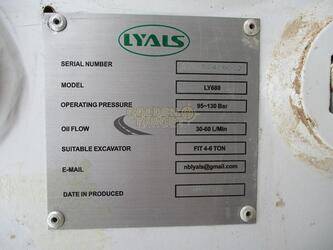 LYALS
SERIAL NUMBER
MODEL LY680
OPERATING PRESSURE 95~130 Bar
OIL FLOW 30-60 L/Min
SUITABLE EXCAVATOR FIT 4-6 TON
E-MAIL nblyals@gmail.com
DATE IN PRODUCED